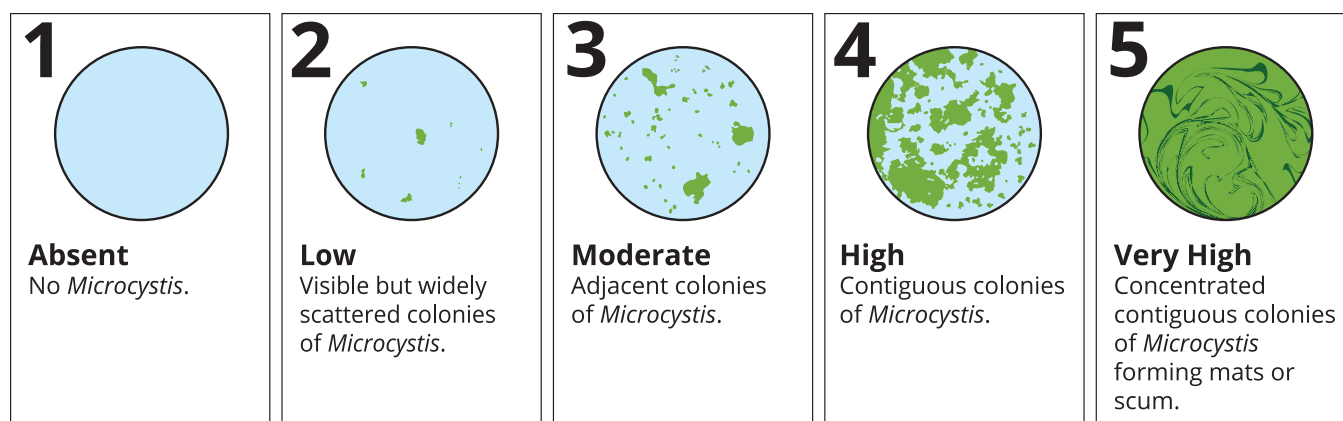 1
Absent
No Microcystis.
2
Low
Visible but widely
scattered colonies
of Microcystis.
3
Moderate
Adjacent colonies
of Microcystis.
4
High
Contiguous colonies
of Microcystis.
5
Very High
Concentrated
contiguous colonies
of Microcystis
forming mats or
scum.